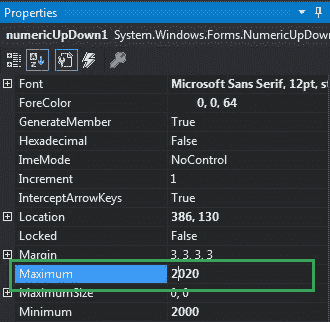 Properties
numericUpDown1 System.Windows.Forms.NumericUpDow
Font Microsoft Sans Serif, 12pt, st
ForeColor 0, 0, 64
GenerateMember True
Hexadecimal False
ImeMode NoControl
Increment 1
InterceptArrowKeys True
Location 386, 130
Locked False
Margin 3, 3, 3, 3
Maximum 2020
MaximumSize 0, 0
Minimum 2000